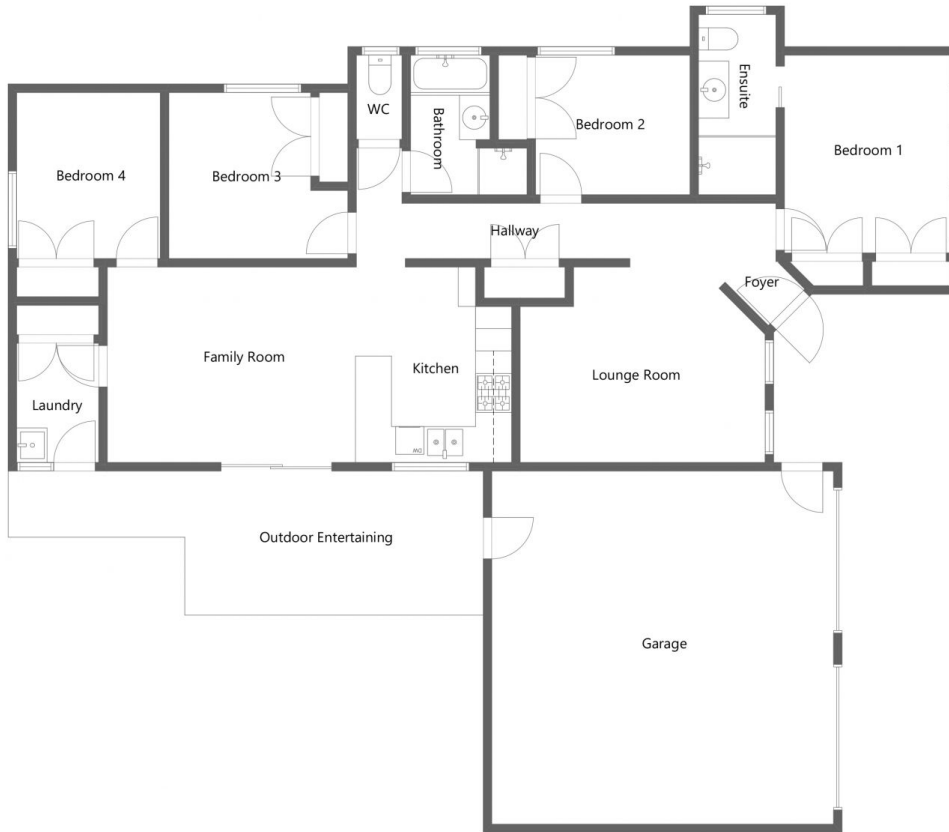 Ensuite
WC
Bathroom
Bedroom 2
Bedroom 1
Bedroom 4
Bedroom 3
Hallway
Foyer
Family Room
Kitchen
Lounge Room
Laundry
DW
Outdoor Entertaining
Garage